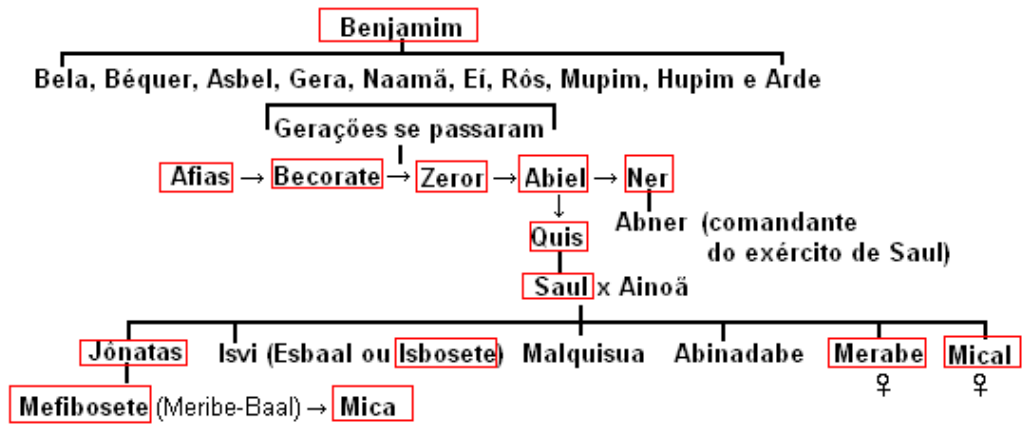 Benjamim
Bela, Béquer, Asbel, Gera, Naamã, Eí, Rôs, Mupim, Hupim e Arde
Gerações se passaram
Afias → Becorate → Zeror → Abiel → Ner
↓
Quis
Abner (comandante
do exército de Saul)
Saul x Ainoã
Jônatas Isvi (Esbaal ou Isbosete) Malquisua Abinadabe Merabe Mical
♀ ♀
Mefibosete (Meribe-Baal) → Mica